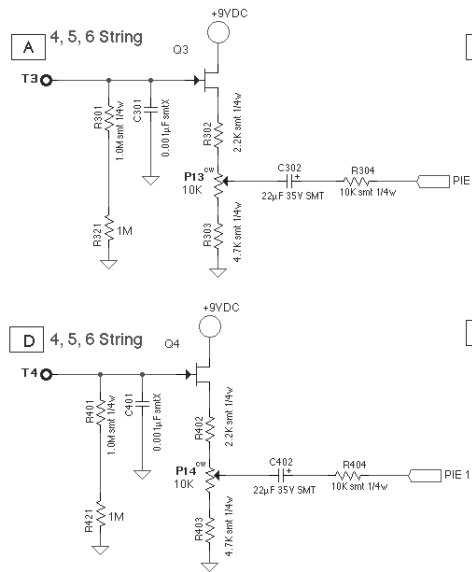 +9VDC
A 4, 5, 6 String
Q3
T3
R301
1.0M smt 1/4w
C301
0.001µF smtX
R302
2.2K smt 1/4w
P13 cw
10K
C302
+
22µF 35V SMT
R304
10K smt 1/4w
PIE
R303
4.7K smt 1/4w
R321
1M
+9VDC
D 4, 5, 6 String
Q4
T4
R401
1.0M smt 1/4w
C401
0.001µF smtX
R402
2.2K smt 1/4w
P14 cw
10K
C402
+
22µF 35V SMT
R404
10K smt 1/4w
PIE 1
R403
4.7K smt 1/4w
R421
1M